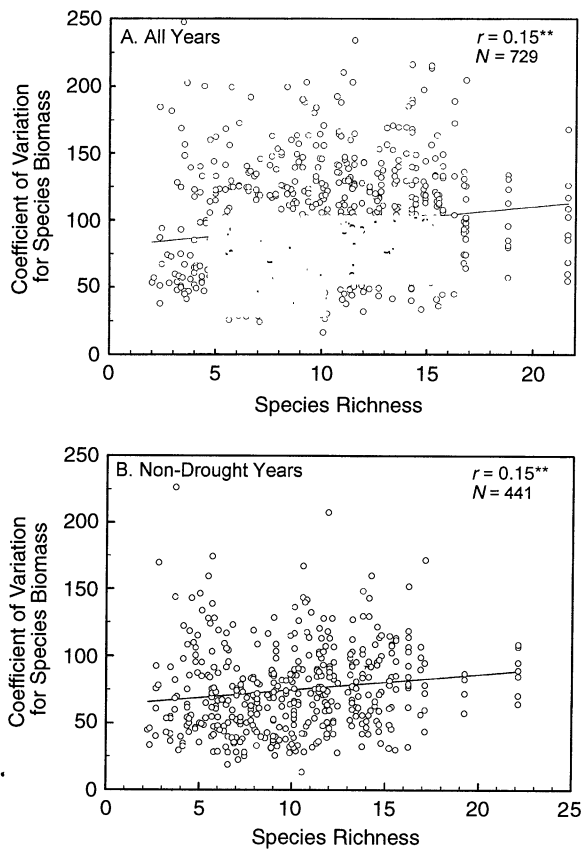 250
A. All Years
r = 0.15**
N = 729
200
150
100
50
0
Coefficient of Variation
for Species Biomass
0
5
10
15
20
Species Richness
250
B. Non-Drought Years
r = 0.15**
N = 441
200
150
100
50
0
Coefficient of Variation
for Species Biomass
0
5
10
15
20
25
Species Richness